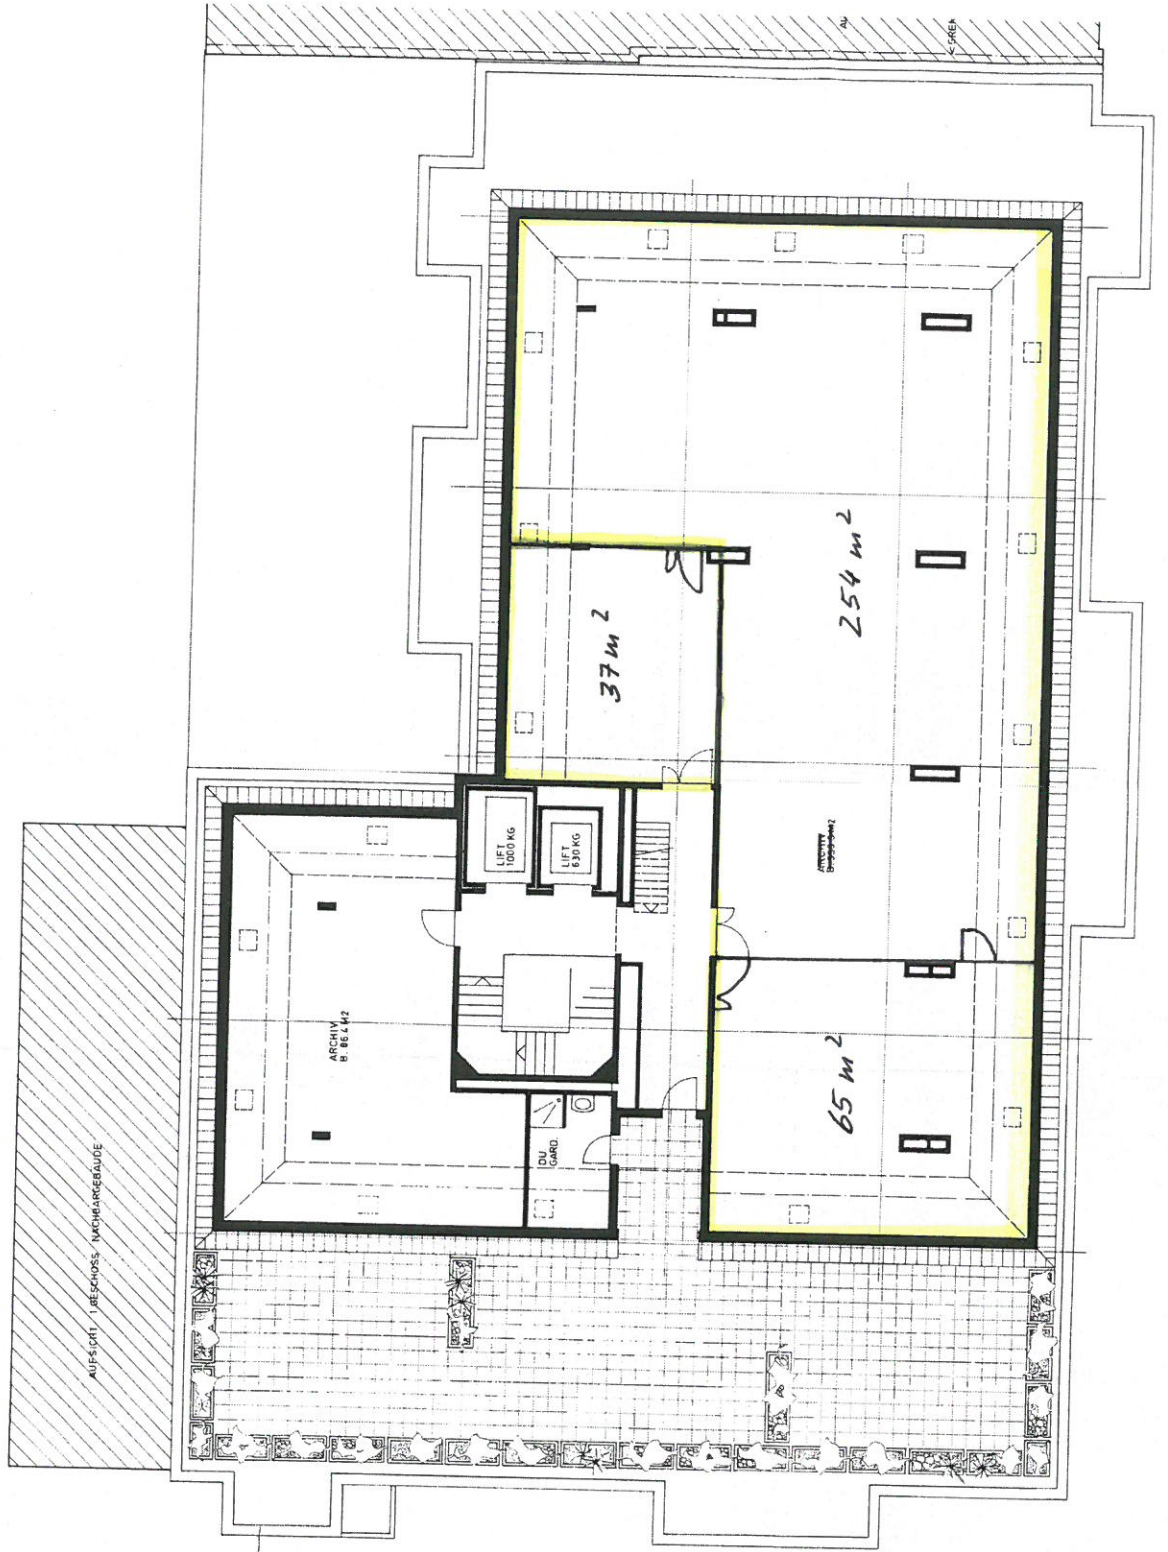 37 m²
254 m²
LIFT
1000 KG
LIFT
630 KG
ARCHIV
ARCHIV
B. 86.4 M2
65 m²
DU
GARD.
AUFSICHT 1 GESCHOSS NACHBARGEBÄUDE